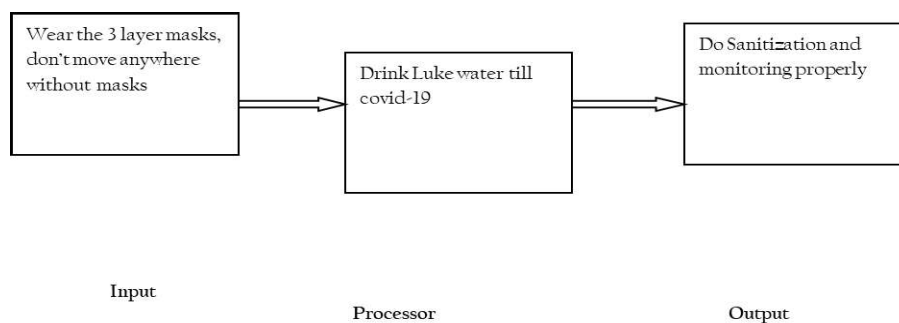 Wear the 3 layer masks,
don't move anywhere
without masks
Drink Luke water till
covid-19
Do Sanitization and
monitoring properly
Input
Processor
Output